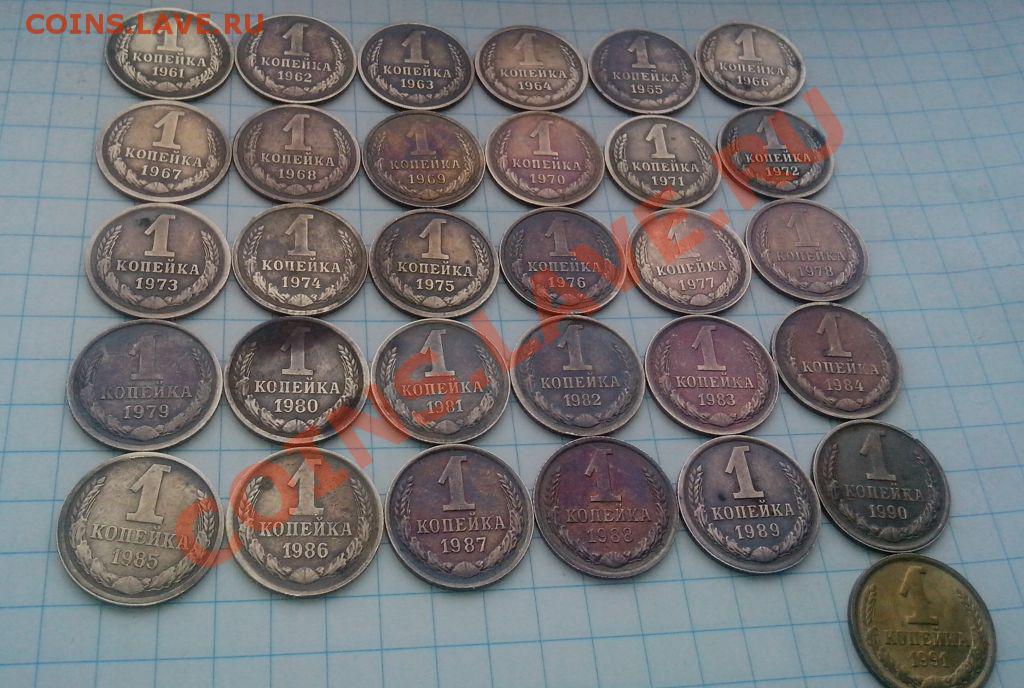 COINS.LAVE.RU
1
КОПЕЙКА
1961
1
КОПЕЙКА
1962
1
КОПЕЙКА
1963
1
КОПЕЙКА
1964
1
КОПЕЙКА
1965
1
КОПЕЙКА
1966
1
КОПЕЙКА
1967
1
КОПЕЙКА
1968
1
КОПЕЙКА
1969
1
КОПЕЙКА
1970
1
КОПЕЙКА
1971
1
КОПЕЙКА
1972
1
КОПЕЙКА
1973
1
КОПЕЙКА
1974
1
КОПЕЙКА
1975
1
КОПЕЙКА
1976
1
КОПЕЙКА
1977
1
КОПЕЙКА
1978
1
КОПЕЙКА
1979
1
КОПЕЙКА
1980
1
КОПЕЙКА
1981
1
КОПЕЙКА
1982
1
КОПЕЙКА
1983
1
КОПЕЙКА
1984
1
КОПЕЙКА
1985
1
КОПЕЙКА
1986
1
КОПЕЙКА
1987
1
КОПЕЙКА
1988
1
КОПЕЙКА
1989
1
КОПЕЙКА
1990
1
КОПЕЙКА
1991
COINS.LAVE.RU